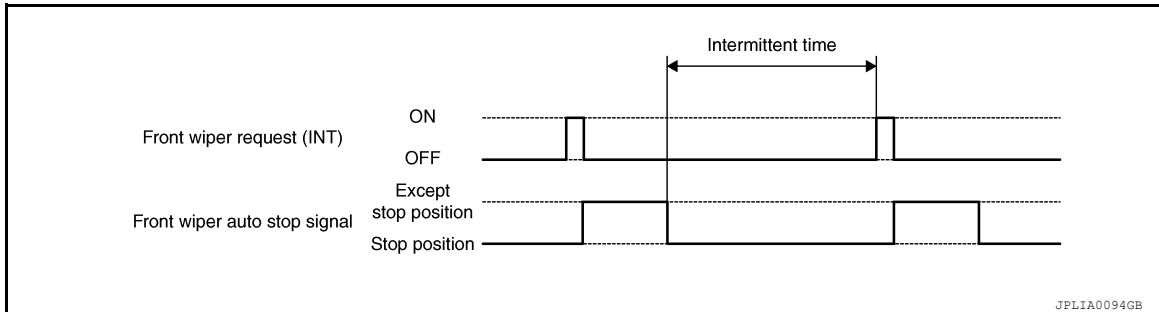 Intermittent time
ON
Front wiper request (INT)
OFF
Except
stop position
Front wiper auto stop signal
Stop position
JPLIA0094GB